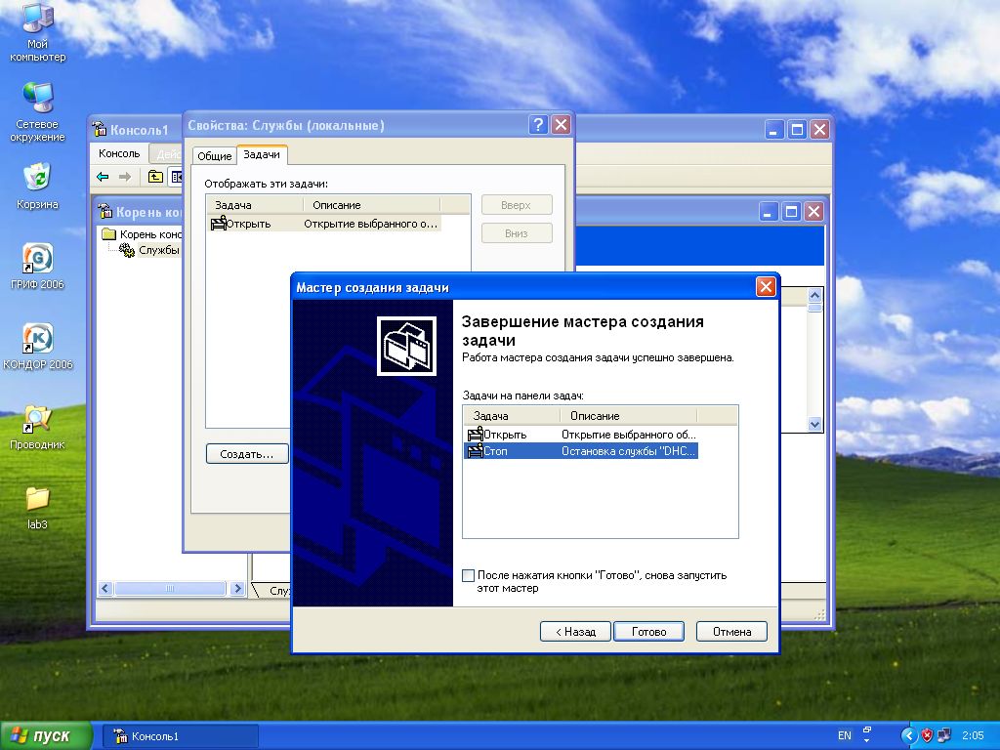 Мой
компьютер
Сетевое
окружение
Корзина
ГРИФ 2006
КОНДОР 2006
Проводник
lab3
Консоль1
Консоль
Дейс
Корень ко
Корень конс
Службы
Слу
Свойства: Службы (локальные)
Общие
Задачи
Отображать эти задачи:
Задача Описание
Открыть Открытие выбранного о...
Вверх
Вниз
Создать...
Мастер создания задачи
Завершение мастера создания
задачи
Работа мастера создания задачи успешно завершена.
Задачи на панели задач:
Задача Описание
Открыть Открытие выбранного об...
Стоп Остановка службы "DHC...
После нажатия кнопки "Готово", снова запустить
этот мастер
< Назад Готово Отмена
пуск
Консоль1
EN
2:05